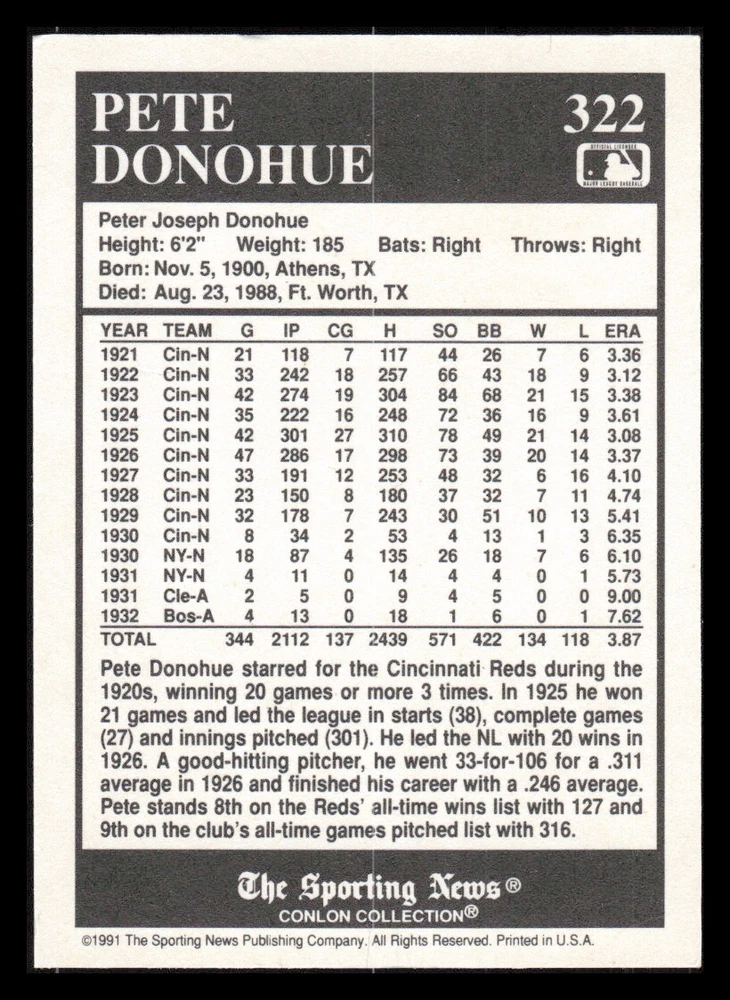 PETE
DONOHUE
322
OFFICIAL LICENSEE
MAJOR LEAGUE BASEBALL
Peter Joseph Donohue
Height: 6'2" Weight: 185 Bats: Right Throws: Right
Born: Nov. 5, 1900, Athens, TX
Died: Aug. 23, 1988, Ft. Worth, TX
YEAR TEAM G IP CG H SO BB W L ERA
1921 Cin-N 21 118 7 117 44 26 7 6 3.36
1922 Cin-N 33 242 18 257 66 43 18 9 3.12
1923 Cin-N 42 274 19 304 84 68 21 15 3.38
1924 Cin-N 35 222 16 248 72 36 16 9 3.61
1925 Cin-N 42 301 27 310 78 49 21 14 3.08
1926 Cin-N 47 286 17 298 73 39 20 14 3.37
1927 Cin-N 33 191 12 253 48 32 6 16 4.10
1928 Cin-N 23 150 8 180 37 32 7 11 4.74
1929 Cin-N 32 178 7 243 30 51 10 13 5.41
1930 Cin-N 8 34 2 53 4 13 1 3 6.35
1930 NY-N 18 87 4 135 26 18 7 6 6.10
1931 NY-N 4 11 0 14 4 4 0 1 5.73
1931 Cle-A 2 5 0 9 4 5 0 0 9.00
1932 Bos-A 4 13 0 18 1 6 0 1 7.62
TOTAL 344 2112 137 2439 571 422 134 118 3.87
Pete Donohue starred for the Cincinnati Reds during the
1920s, winning 20 games or more 3 times. In 1925 he won
21 games and led the league in starts (38), complete games
(27) and innings pitched (301). He led the NL with 20 wins in
1926. A good-hitting pitcher, he went 33-for-106 for a .311
average in 1926 and finished his career with a .246 average.
Pete stands 8th on the Reds' all-time wins list with 127 and
9th on the club's all-time games pitched list with 316.
The Sporting News®
CONLON COLLECTION®
©1991 The Sporting News Publishing Company. All Rights Reserved. Printed in U.S.A.